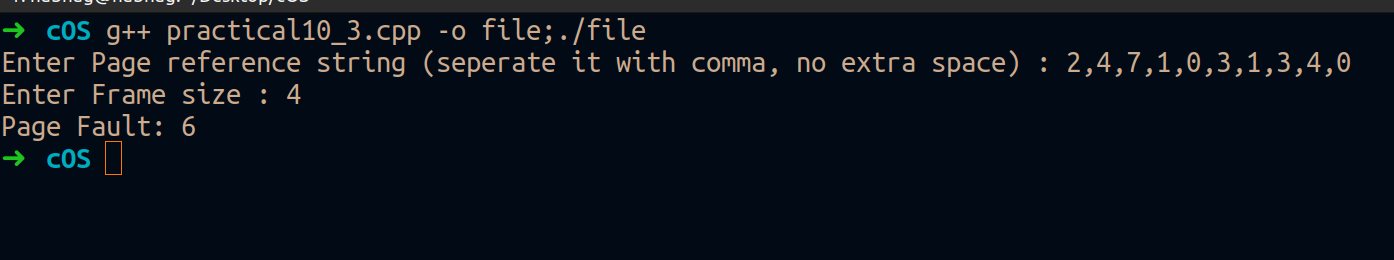 ➜ cOS g++ practical10_3.cpp -o file;./file
Enter Page reference string (seperate it with comma, no extra space) : 2,4,7,1,0,3,1,3,4,0
Enter Frame size : 4
Page Fault: 6
➜ cOS